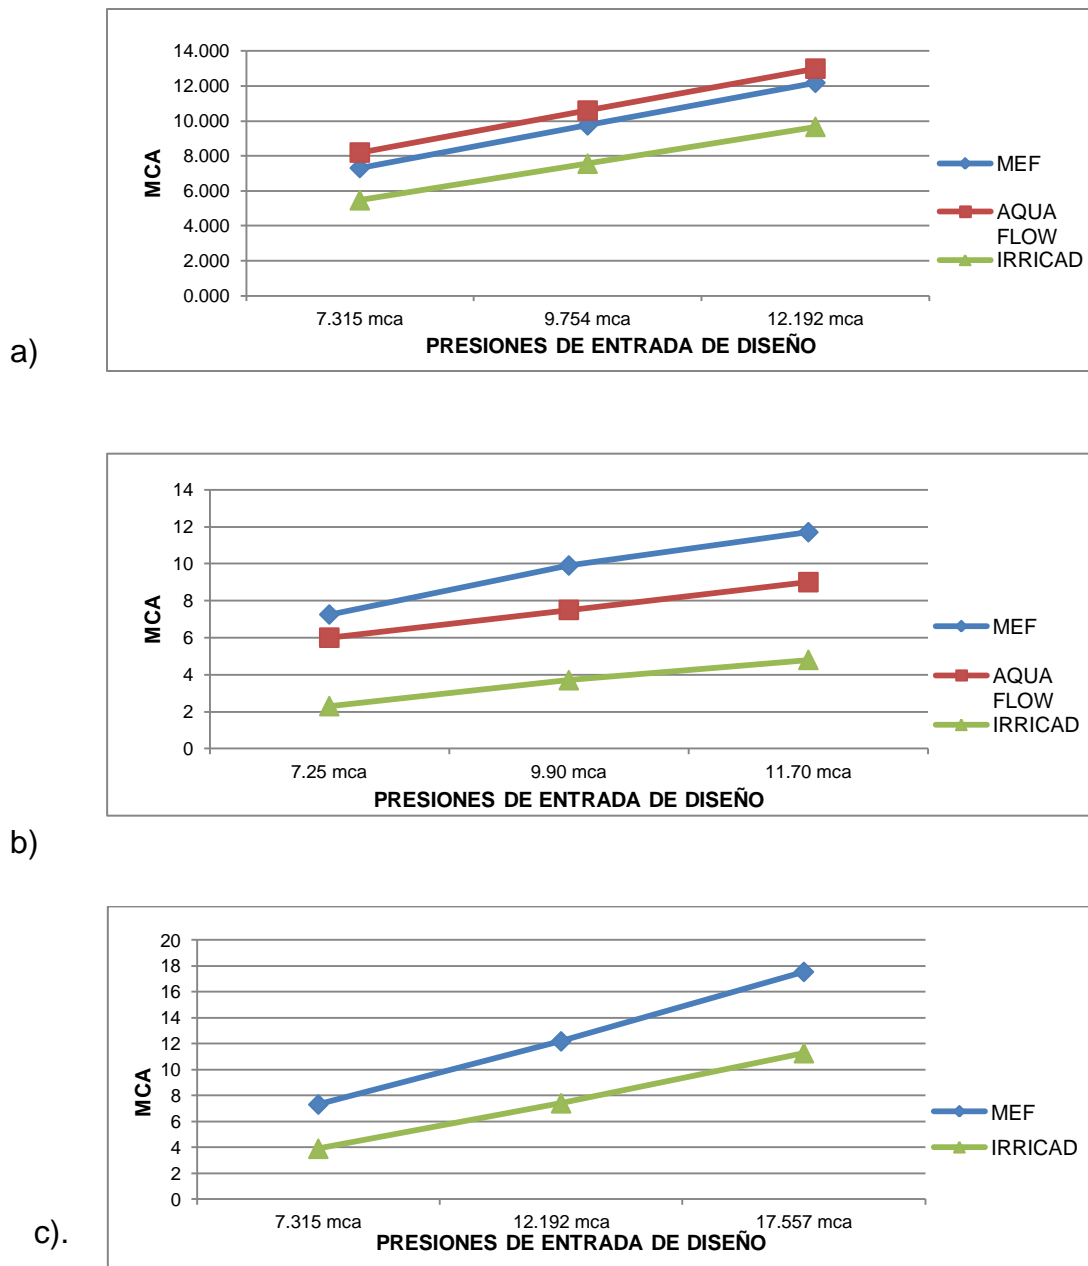 14.000
12.000
10.000
8.000
6.000
4.000
2.000
0.000
MCA
7.315 mca 9.754 mca 12.192 mca
PRESIONES DE ENTRADA DE DISEÑO
MEF
AQUA
FLOW
IRRICAD
a)
14
12
10
8
6
4
2
0
MCA
7.25 mca 9.90 mca 11.70 mca
PRESIONES DE ENTRADA DE DISEÑO
MEF
AQUA
FLOW
IRRICAD
b)
20
18
16
14
12
10
8
6
4
2
0
MCA
7.315 mca 12.192 mca 17.557 mca
PRESIONES DE ENTRADA DE DISEÑO
MEF
IRRICAD
c).